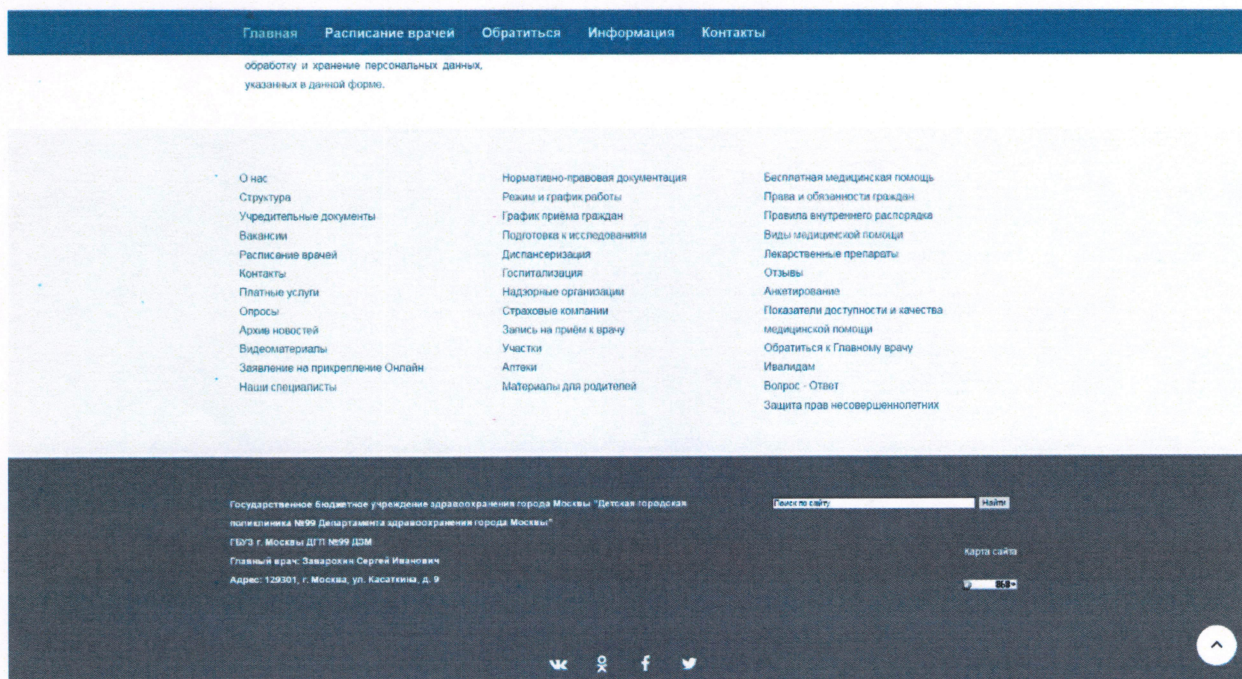 Главная Расписание врачей Обратиться Информация Контакты
обработку и хранение персональных данных,
указанных в данной форме.
О нас
Структура
Учредительные документы
Вакансии
Расписание врачей
Контакты
Платные услуги
Опросы
Архив новостей
Видеоматериалы
Заявление на прикрепление Онлайн
Наши специалисты
Нормативно-правовая документация
Режим и график работы
График приёма граждан
Подготовка к исследованиям
Диспансеризация
Госпитализация
Надзорные организации
Страховые компании
Запись на приём к врачу
Участки
Аптеки
Материалы для родителей
Бесплатная медицинская помощь
Права и обязанности граждан
Правила внутреннего распорядка
Виды медицинской помощи
Лекарственные препараты
Отзывы
Анкетирование
Показатели доступности и качества
медицинской помощи
Обратиться к Главному врачу
Ивалидам
Вопрос - Ответ
Защита прав несовершеннолетних
Государственное бюджетное учреждение здравоохранения города Москвы "Детская городская
поликлиника №99 Департамента здравоохранения города Москвы"
ГБУЗ г. Москвы ДГП №99 ДЗМ
Главный врач: Заварохин Сергей Иванович
Адрес: 129301, г. Москва, ул. Касаткина, д. 9
Поиск по сайту Найти
Карта сайта